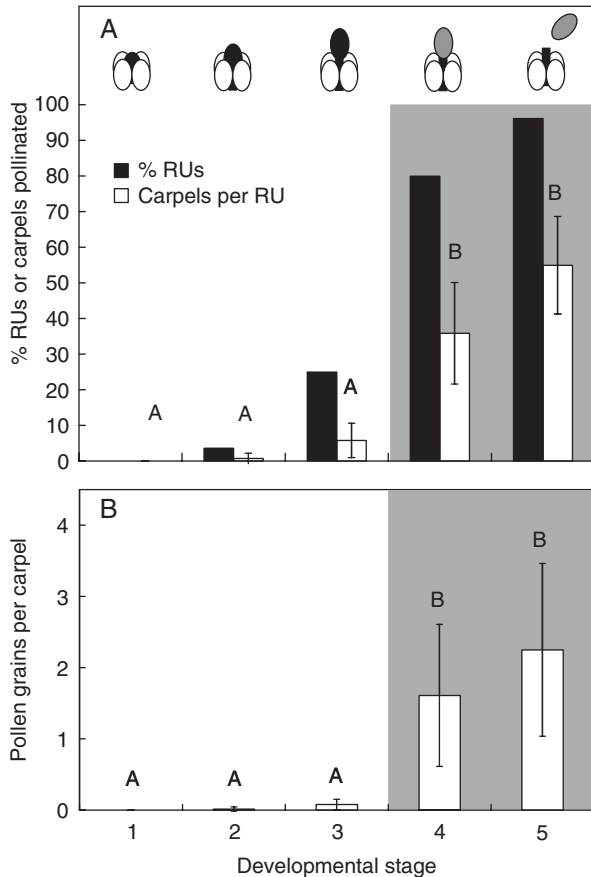 A
100
90
80
70
60
50
40
30
20
10
0
% RUs or carpels pollinated
% RUs
Carpels per RU
A
A
A
B
B
B
4
3
2
1
0
Pollen grains per carpel
A
A
A
B
B
1
2
3
4
5
Developmental stage